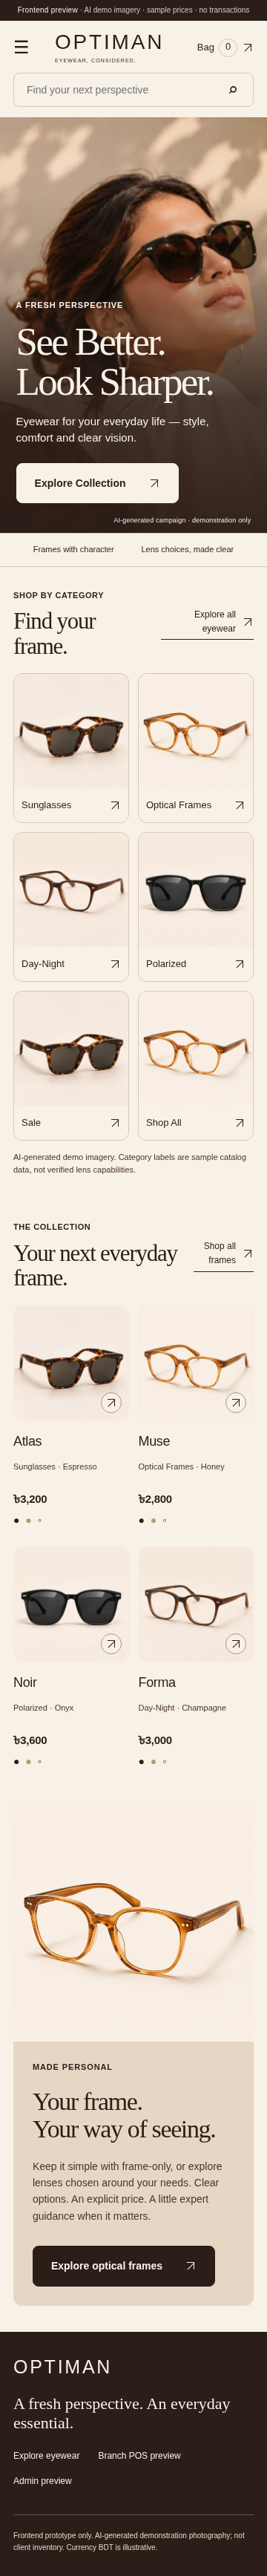 Frontend preview · AI demo imagery · sample prices · no transactions
OPTIMAN
EYEWEAR, CONSIDERED.
Bag 0
Find your next perspective
A FRESH PERSPECTIVE
See Better.
Look Sharper.
Eyewear for your everyday life — style,
comfort and clear vision.
Explore Collection
AI-generated campaign · demonstration only
Frames with character
Lens choices, made clear
SHOP BY CATEGORY
Find your
frame.
Explore all
eyewear
Sunglasses
Optical Frames
Day-Night
Polarized
Sale
Shop All
AI-generated demo imagery. Category labels are sample catalog
data, not verified lens capabilities.
THE COLLECTION
Your next everyday
frame.
Shop all
frames
Atlas
Sunglasses · Espresso
৳3,200
Muse
Optical Frames · Honey
৳2,800
Noir
Polarized · Onyx
৳3,600
Forma
Day-Night · Champagne
৳3,000
MADE PERSONAL
Your frame.
Your way of seeing.
Keep it simple with frame-only, or explore
lenses chosen around your needs. Clear
options. An explicit price. A little expert
guidance when it matters.
Explore optical frames
OPTIMAN
A fresh perspective. An everyday
essential.
Explore eyewear
Branch POS preview
Admin preview
Frontend prototype only. AI-generated demonstration photography; not
client inventory. Currency BDT is illustrative.